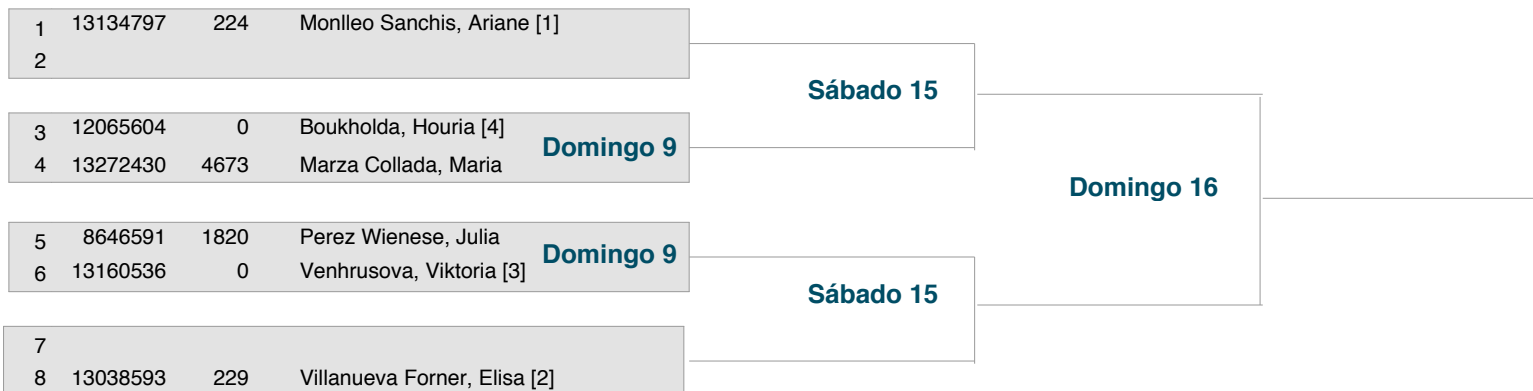 1 13134797 224 Monlleo Sanchis, Ariane [1]
2
Sábado 15
3 12065604 0 Boukholda, Houria [4]
Domingo 9
4 13272430 4673 Marza Collada, Maria
Domingo 16
5 8646591 1820 Perez Wienese, Julia
Domingo 9
6 13160536 0 Venhrusova, Viktoria [3]
Sábado 15
7
8 13038593 229 Villanueva Forner, Elisa [2]